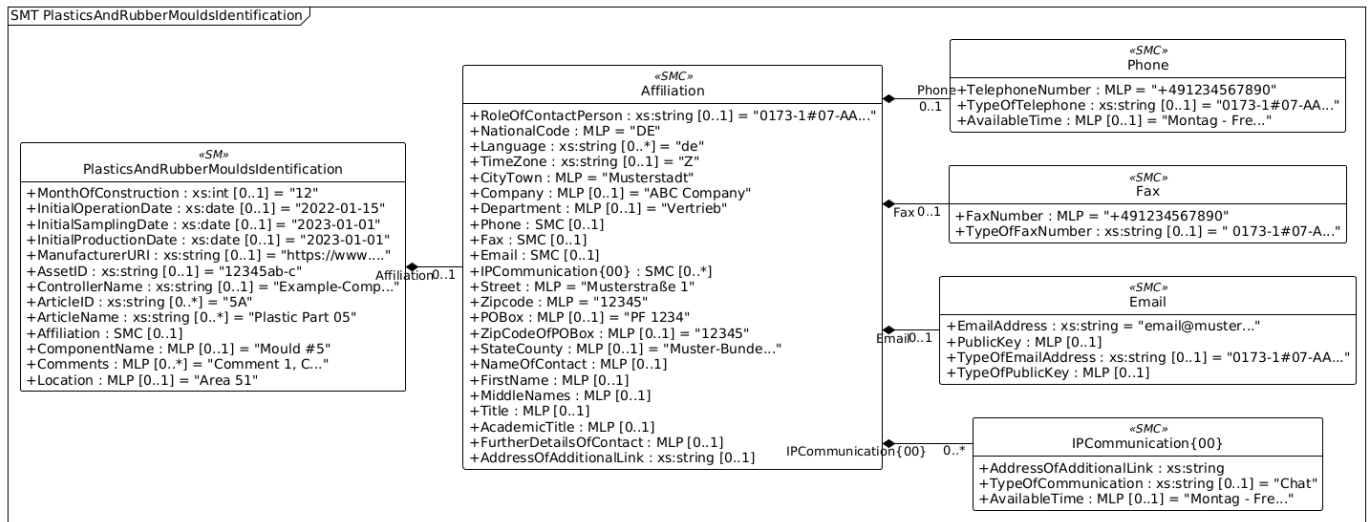 SMT PlasticsAndRubberMouldsIdentification
«SM»
PlasticsAndRubberMouldsIdentification
+MonthOfConstruction : xs:int [0..1] = "12"
+InitialOperationDate : xs:date [0..1] = "2022-01-15"
+InitialSamplingDate : xs:date [0..1] = "2023-01-01"
+InitialProductionDate : xs:date [0..1] = "2023-01-01"
+ManufacturerURI : xs:string [0..1] = "https://www...."
+AssetID : xs:string [0..1] = "12345ab-c"
+ControllerName : xs:string [0..1] = "Example-Comp..."
+ArticleID : xs:string [0..*] = "5A"
+ArticleName : xs:string [0..*] = "Plastic Part 05"
+Affiliation : SMC [0..1]
+ComponentName : MLP [0..1] = "Mould #5"
+Comments : MLP [0..*] = "Comment 1, C..."
+Location : MLP [0..1] = "Area 51"
Affiliation 0..1
«SMC»
Affiliation
+RoleOfContactPerson : xs:string [0..1] = "0173-1#07-AA..."
+NationalCode : MLP = "DE"
+Language : xs:string [0..*] = "de"
+TimeZone : xs:string [0..1] = "Z"
+CityTown : MLP = "Musterstadt"
+Company : MLP [0..1] = "ABC Company"
+Department : MLP [0..1] = "Vertrieb"
+Phone : SMC [0..1]
+Fax : SMC [0..1]
+Email : SMC [0..1]
+IPCommunication{00} : SMC [0..*]
+Street : MLP = "Musterstraße 1"
+Zipcode : MLP = "12345"
+POBox : MLP [0..1] = "PF 1234"
+ZipCodeOfPOBox : MLP [0..1] = "12345"
+StateCounty : MLP [0..1] = "Muster-Bunde..."
+NameOfContact : MLP [0..1]
+FirstName : MLP [0..1]
+MiddleNames : MLP [0..1]
+Title : MLP [0..1]
+AcademicTitle : MLP [0..1]
+FurtherDetailsOfContact : MLP [0..1]
+AddressOfAdditionalLink : xs:string [0..1]
Phone
0..1
«SMC»
Phone
+TelephoneNumber : MLP = "+491234567890"
+TypeOfTelephone : xs:string [0..1] = "0173-1#07-AA..."
+AvailableTime : MLP [0..1] = "Montag - Fre..."
Fax 0..1
«SMC»
Fax
+FaxNumber : MLP = "+491234567890"
+TypeOfFaxNumber : xs:string [0..1] = " 0173-1#07-A..."
Email 0..1
«SMC»
Email
+EmailAddress : xs:string = "email@muster..."
+PublicKey : MLP [0..1]
+TypeOfEmailAddress : xs:string [0..1] = "0173-1#07-AA..."
+TypeOfPublicKey : MLP [0..1]
IPCommunication{00} 0..*
«SMC»
IPCommunication{00}
+AddressOfAdditionalLink : xs:string
+TypeOfCommunication : xs:string [0..1] = "Chat"
+AvailableTime : MLP [0..1] = "Montag - Fre..."